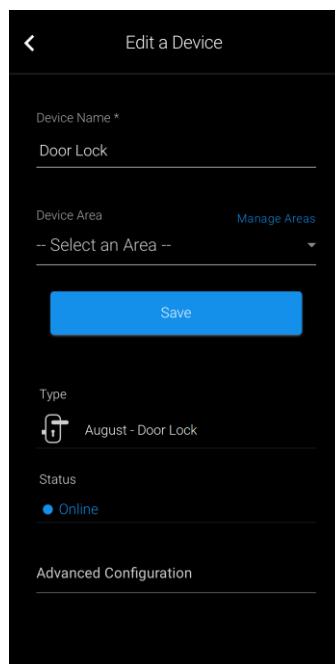 Edit a Device
Device Name *
Door Lock
Device Area
Manage Areas
-- Select an Area --
Save
Type
August - Door Lock
Status
Online
Advanced Configuration